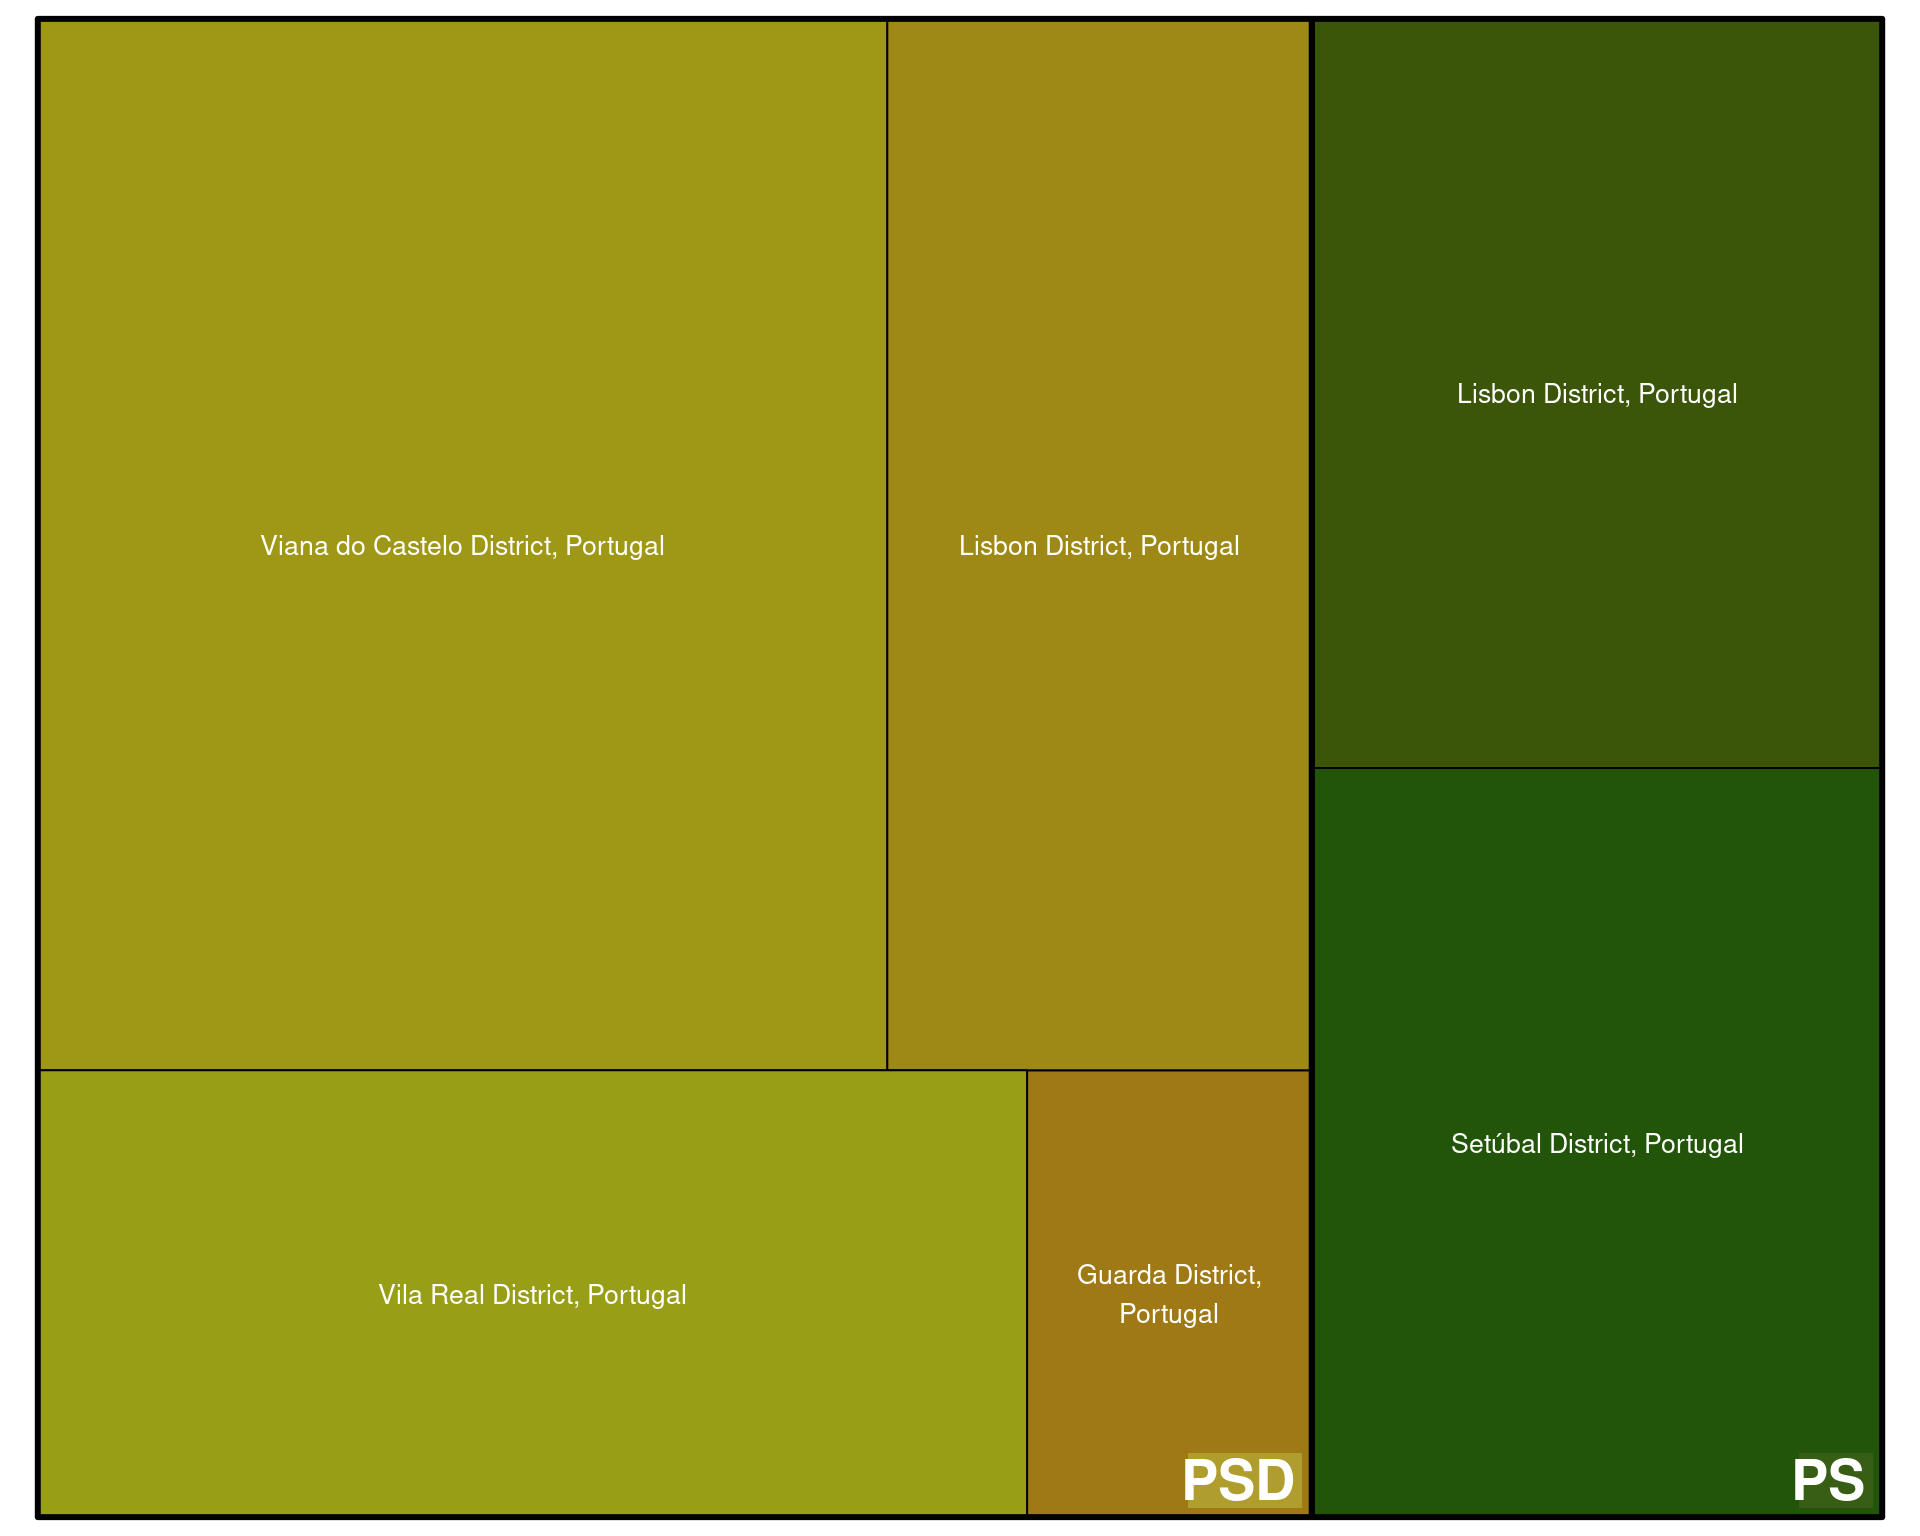 Lisbon District, Portugal
Viana do Castelo District, Portugal
Lisbon District, Portugal
Setúbal District, Portugal
Vila Real District, Portugal
Guarda District,
Portugal
PSD
PS